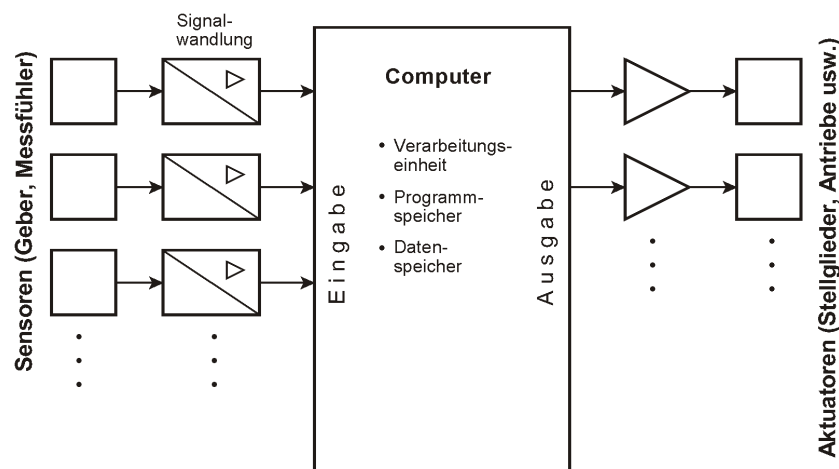 Sensoren (Geber, Messfühler)
Signal-
wandlung
Eingabe
Computer
• Verarbeitungs-
einheit
• Programm-
speicher
• Daten-
speicher
Ausgabe
Aktuatoren (Stellglieder, Antriebe usw.)